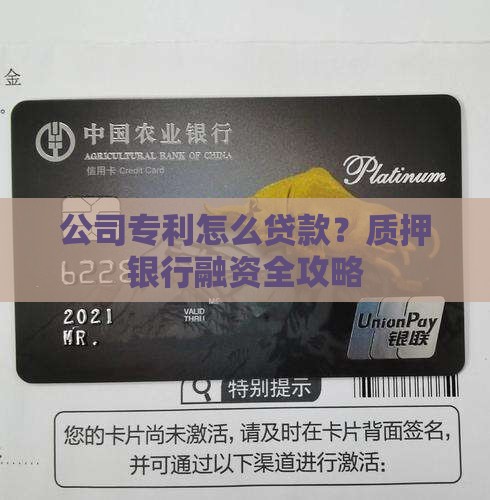 金
中国农业银行
AGRICULTURAL BANK OF CHINA
信用卡 Credit Card
Platinum
公司专利怎么贷款？质押
银行融资全攻略
6228
2021
VALID
THRU
MR.
UnionPay
银联
特别提示
您的卡片尚未激活，请及时在卡片背面签名，
并可通过以下渠道进行激活：